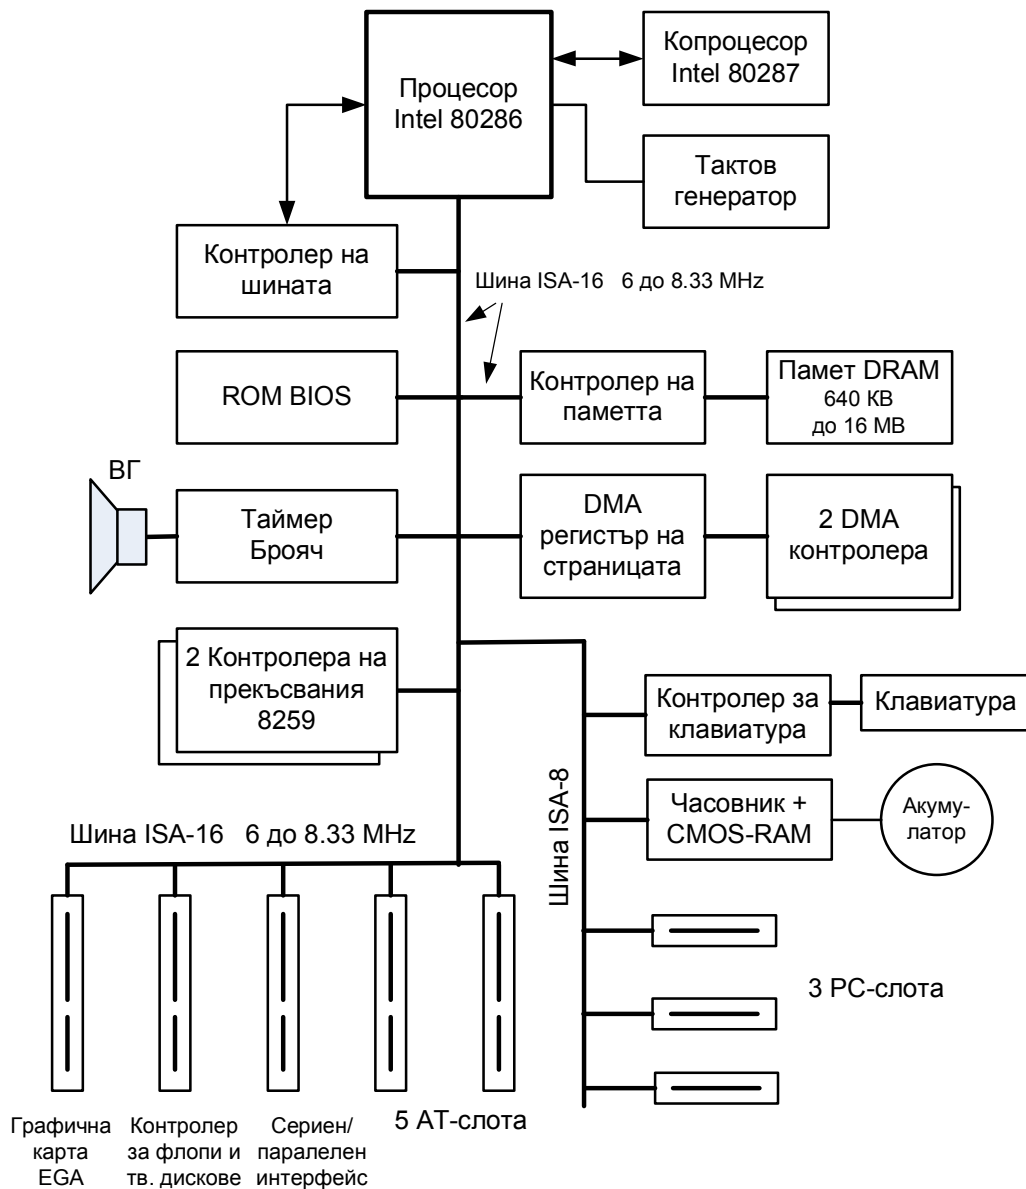 Копроцесор
Intel 80287
Процесор
Intel 80286
Тактов
генератор
Контролер на
шината
Шина ISA-16 6 до 8.33 MHz
ROM BIOS
Контролер на
паметта
Памет DRAM
640 KB
до 16 MB
ВГ
Таймер
Брояч
DMA
регистър на
страницата
2 DMA
контролера
2 Контролера на
прекъсвания
8259
Контролер за
клавиатура
Клавиатура
Шина ISA-8
Часовник +
CMOS-RAM
Акуму-
латор
Шина ISA-16 6 до 8.33 MHz
3 PC-слота
5 AT-слота
Графична
карта
EGA
Контролер
за флопи и
тв. дискове
Сериен/
паралелен
интерфейс